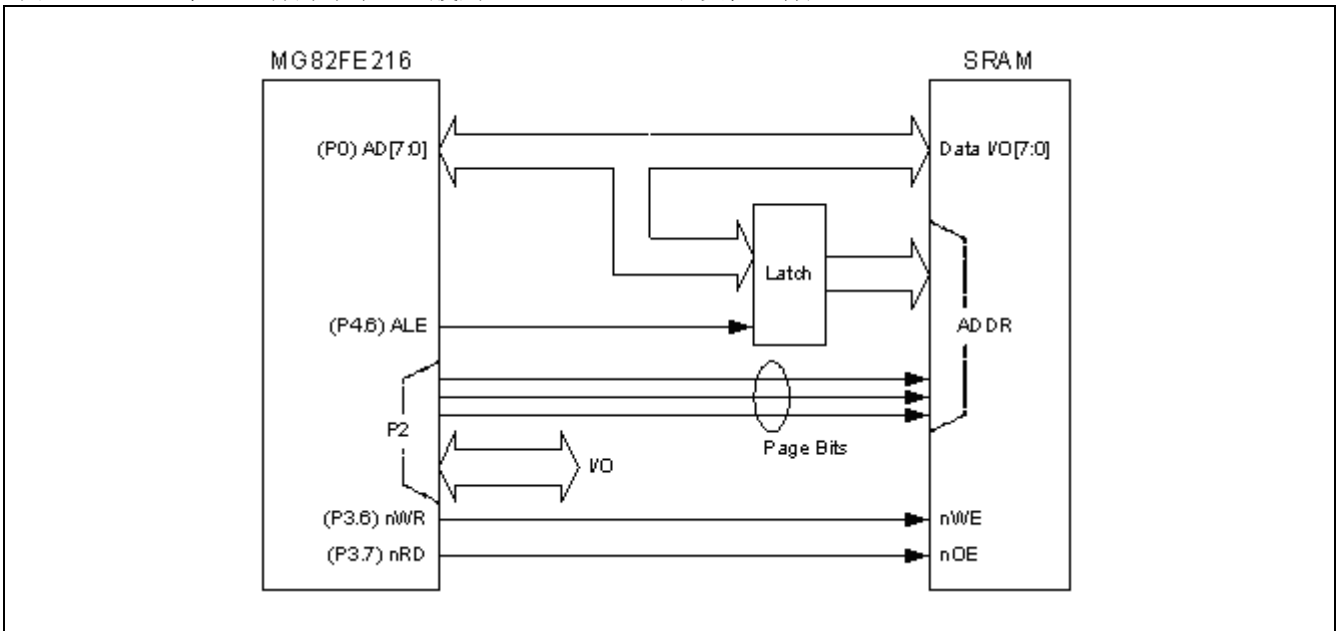 MG82FE216
SRAM
(P0) AD[7:0]
Data I/O[7:0]
Latch
(P4.6) ALE
ADDR
P2
Page Bits
I/O
(P3.6) nWR
nWE
(P3.7) nRD
nOE